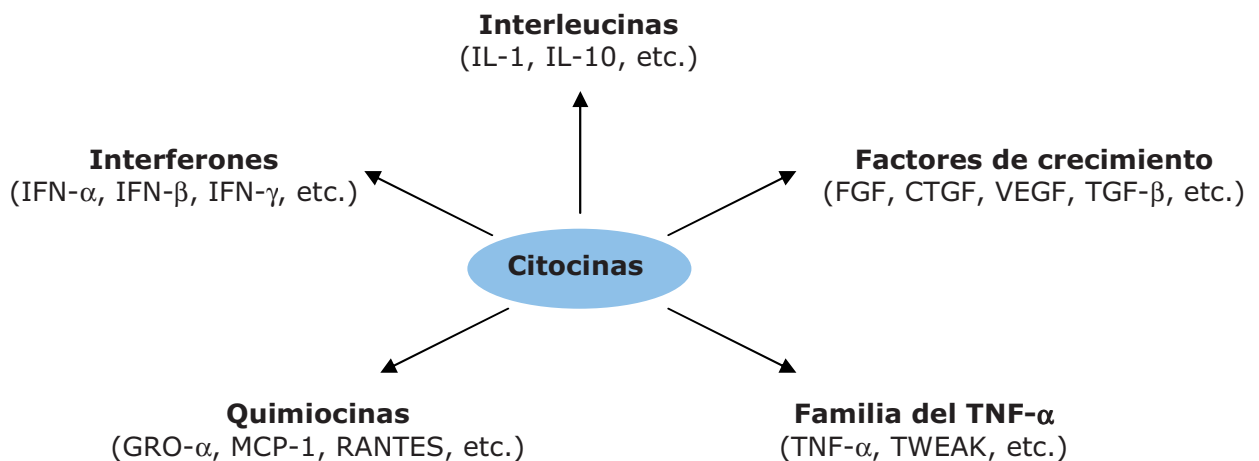 Interleucinas
(IL-1, IL-10, etc.)
Interferones
(IFN-α, IFN-β, IFN-γ, etc.)
Factores de crecimiento
(FGF, CTGF, VEGF, TGF-β, etc.)
Citocinas
Quimiocinas
(GRO-α, MCP-1, RANTES, etc.)
Familia del TNF-α
(TNF-α, TWEAK, etc.)